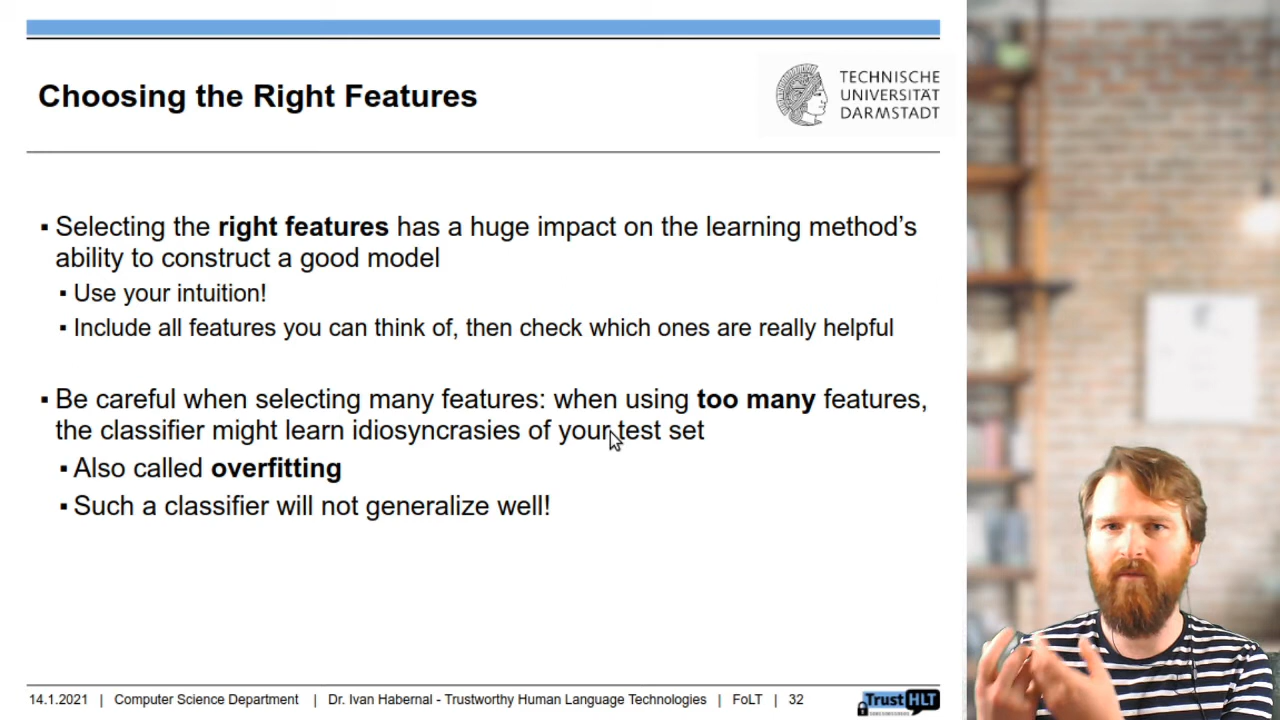 Choosing the Right Features
TECHNISCHE
UNIVERSITÄT
DARMSTADT
▪ Selecting the right features has a huge impact on the learning method’s
ability to construct a good model
▪ Use your intuition!
▪ Include all features you can think of, then check which ones are really helpful
▪ Be careful when selecting many features: when using too many features,
the classifier might learn idiosyncrasies of your test set
▪ Also called overfitting
▪ Such a classifier will not generalize well!
14.1.2021 | Computer Science Department | Dr. Ivan Habernal - Trustworthy Human Language Technologies | FoLT | 32
TrustHLT